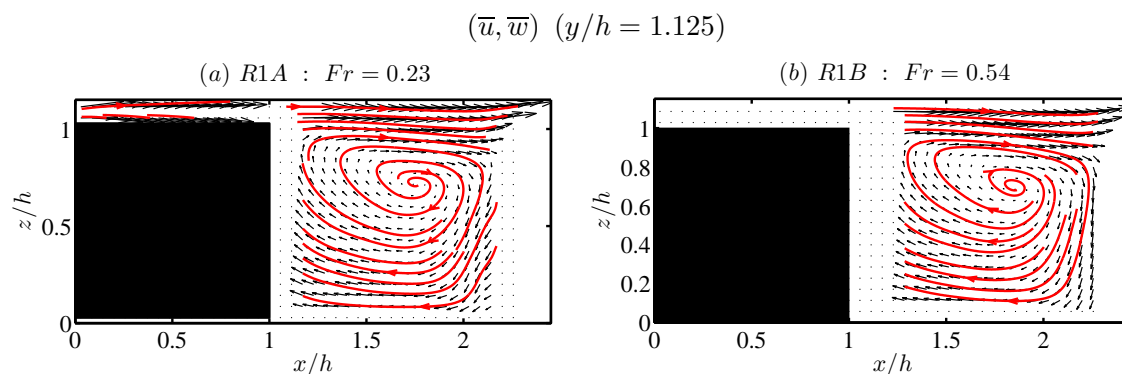 (u̅, w̅) (y/h = 1.125)
(a) R1A : Fr = 0.23
(b) R1B : Fr = 0.54
z/h
1
0.5
0
0 0.5 1 1.5 2
x/h
z/h
1
0.8
0.6
0.4
0.2
0
0 0.5 1 1.5 2
x/h